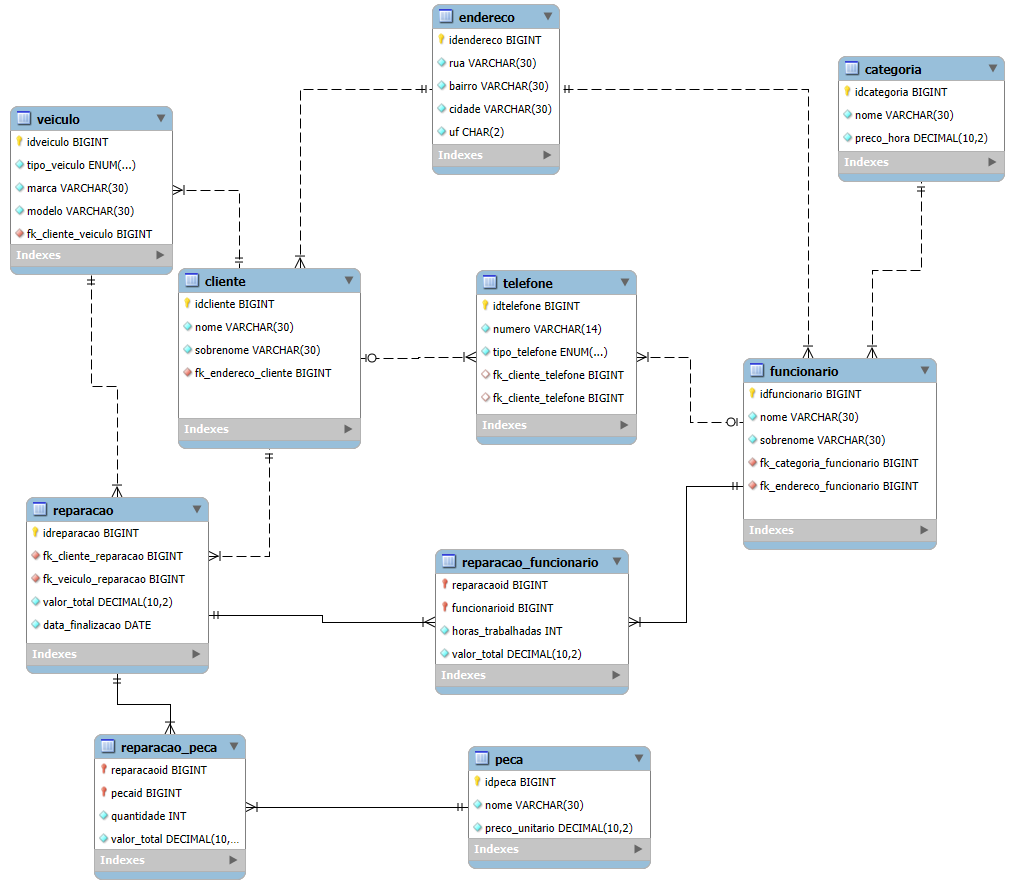 endereco
idendereco BIGINT
rua VARCHAR(30)
bairro VARCHAR(30)
cidade VARCHAR(30)
uf CHAR(2)
Indexes
categoria
idcategoria BIGINT
nome VARCHAR(30)
preco_hora DECIMAL(10,2)
Indexes
veiculo
idveiculo BIGINT
tipo_veiculo ENUM(...)
marca VARCHAR(30)
modelo VARCHAR(30)
fk_cliente_veiculo BIGINT
Indexes
cliente
idcliente BIGINT
nome VARCHAR(30)
sobrenome VARCHAR(30)
fk_endereco_cliente BIGINT
Indexes
telefone
idtelefone BIGINT
numero VARCHAR(14)
tipo_telefone ENUM(...)
fk_cliente_telefone BIGINT
fk_cliente_telefone BIGINT
Indexes
funcionario
idfuncionario BIGINT
nome VARCHAR(30)
sobrenome VARCHAR(30)
fk_categoria_funcionario BIGINT
fk_endereco_funcionario BIGINT
Indexes
reparacao
idreparacao BIGINT
fk_cliente_reparacao BIGINT
fk_veiculo_reparacao BIGINT
valor_total DECIMAL(10,2)
data_finalizacao DATE
Indexes
reparacao_funcionario
reparacaoid BIGINT
funcionarioid BIGINT
horas_trabalhadas INT
valor_total DECIMAL(10,2)
Indexes
reparacao_peca
reparacaoid BIGINT
pecaid BIGINT
quantidade INT
valor_total DECIMAL(10,...
Indexes
peca
idpeca BIGINT
nome VARCHAR(30)
preco_unitario DECIMAL(10,2)
Indexes